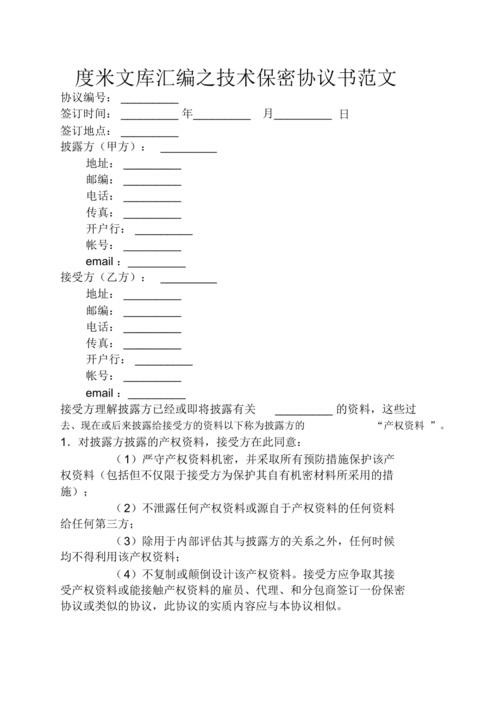 度米文库汇编之技术保密协议书范文
协议编号： _________
签订时间： _________ 年_________ 月_________ 日
签订地点： _________
披露方（甲方）： _________
地址： _________
邮编： _________
电话： _________
传真： _________
开户行： _________
帐号： _________
email ：_________
接受方（乙方）： _________
地址： _________
邮编： _________
电话： _________
传真： _________
开户行： _________
帐号： _________
email ：_________
接受方理解披露方已经或即将披露有关 _________ 的资料，这些过
去、现在或后来披露给接受方的资料以下称为披露方的 “产权资料 ”。
1．对披露方披露的产权资料，接受方在此同意：
（1）严守产权资料机密，并采取所有预防措施保护该产
权资料（包括但不仅限于接受方为保护其自有机密材料所采用的措
施）；
（2）不泄露任何产权资料或源自于产权资料的任何资料
给任何第三方；
（3）除用于内部评估其与披露方的关系之外，任何时候
均不得利用该产权资料；
（4）不复制或颠倒设计该产权资料。接受方应争取其接
受产权资料或能接触产权资料的雇员、代理、和分包商签订一份保密
协议或类似的协议，此协议的实质内容应与本协议相似。